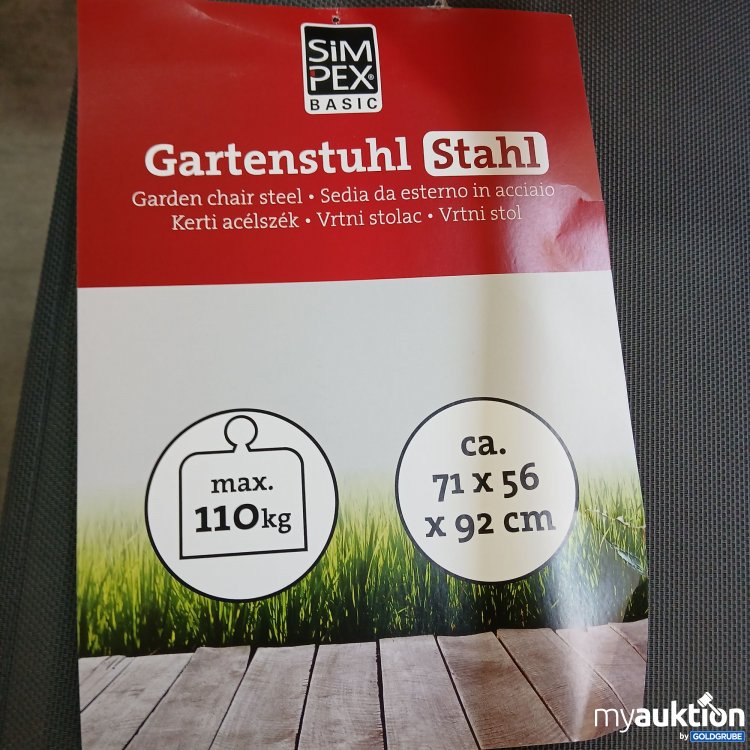 SiM
PEX®
BASIC
Gartenstuhl Stahl
Garden chair steel • Sedia da esterno in acciaio
Kerti acélszék • Vrtni stolac • Vrtni stol
max.
110kg
ca.
71 x 56
x 92 cm
myauktion
by GOLDGRUBE